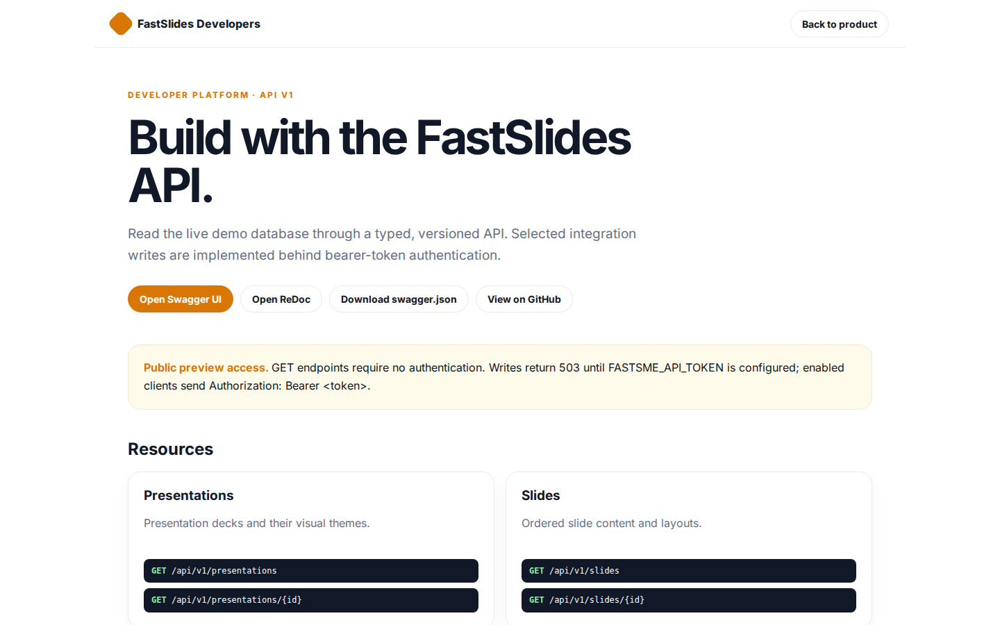 FastSlides Developers
Back to product
DEVELOPER PLATFORM · API V1
Build with the FastSlides
API.
Read the live demo database through a typed, versioned API. Selected integration
writes are implemented behind bearer-token authentication.
Open Swagger UI
Open ReDoc
Download swagger.json
View on GitHub
Public preview access. GET endpoints require no authentication. Writes return 503 until FASTSME_API_TOKEN is configured; enabled
clients send Authorization: Bearer <token>.
Resources
Presentations
Presentation decks and their visual themes.
GET /api/v1/presentations
GET /api/v1/presentations/{id}
Slides
Ordered slide content and layouts.
GET /api/v1/slides
GET /api/v1/slides/{id}